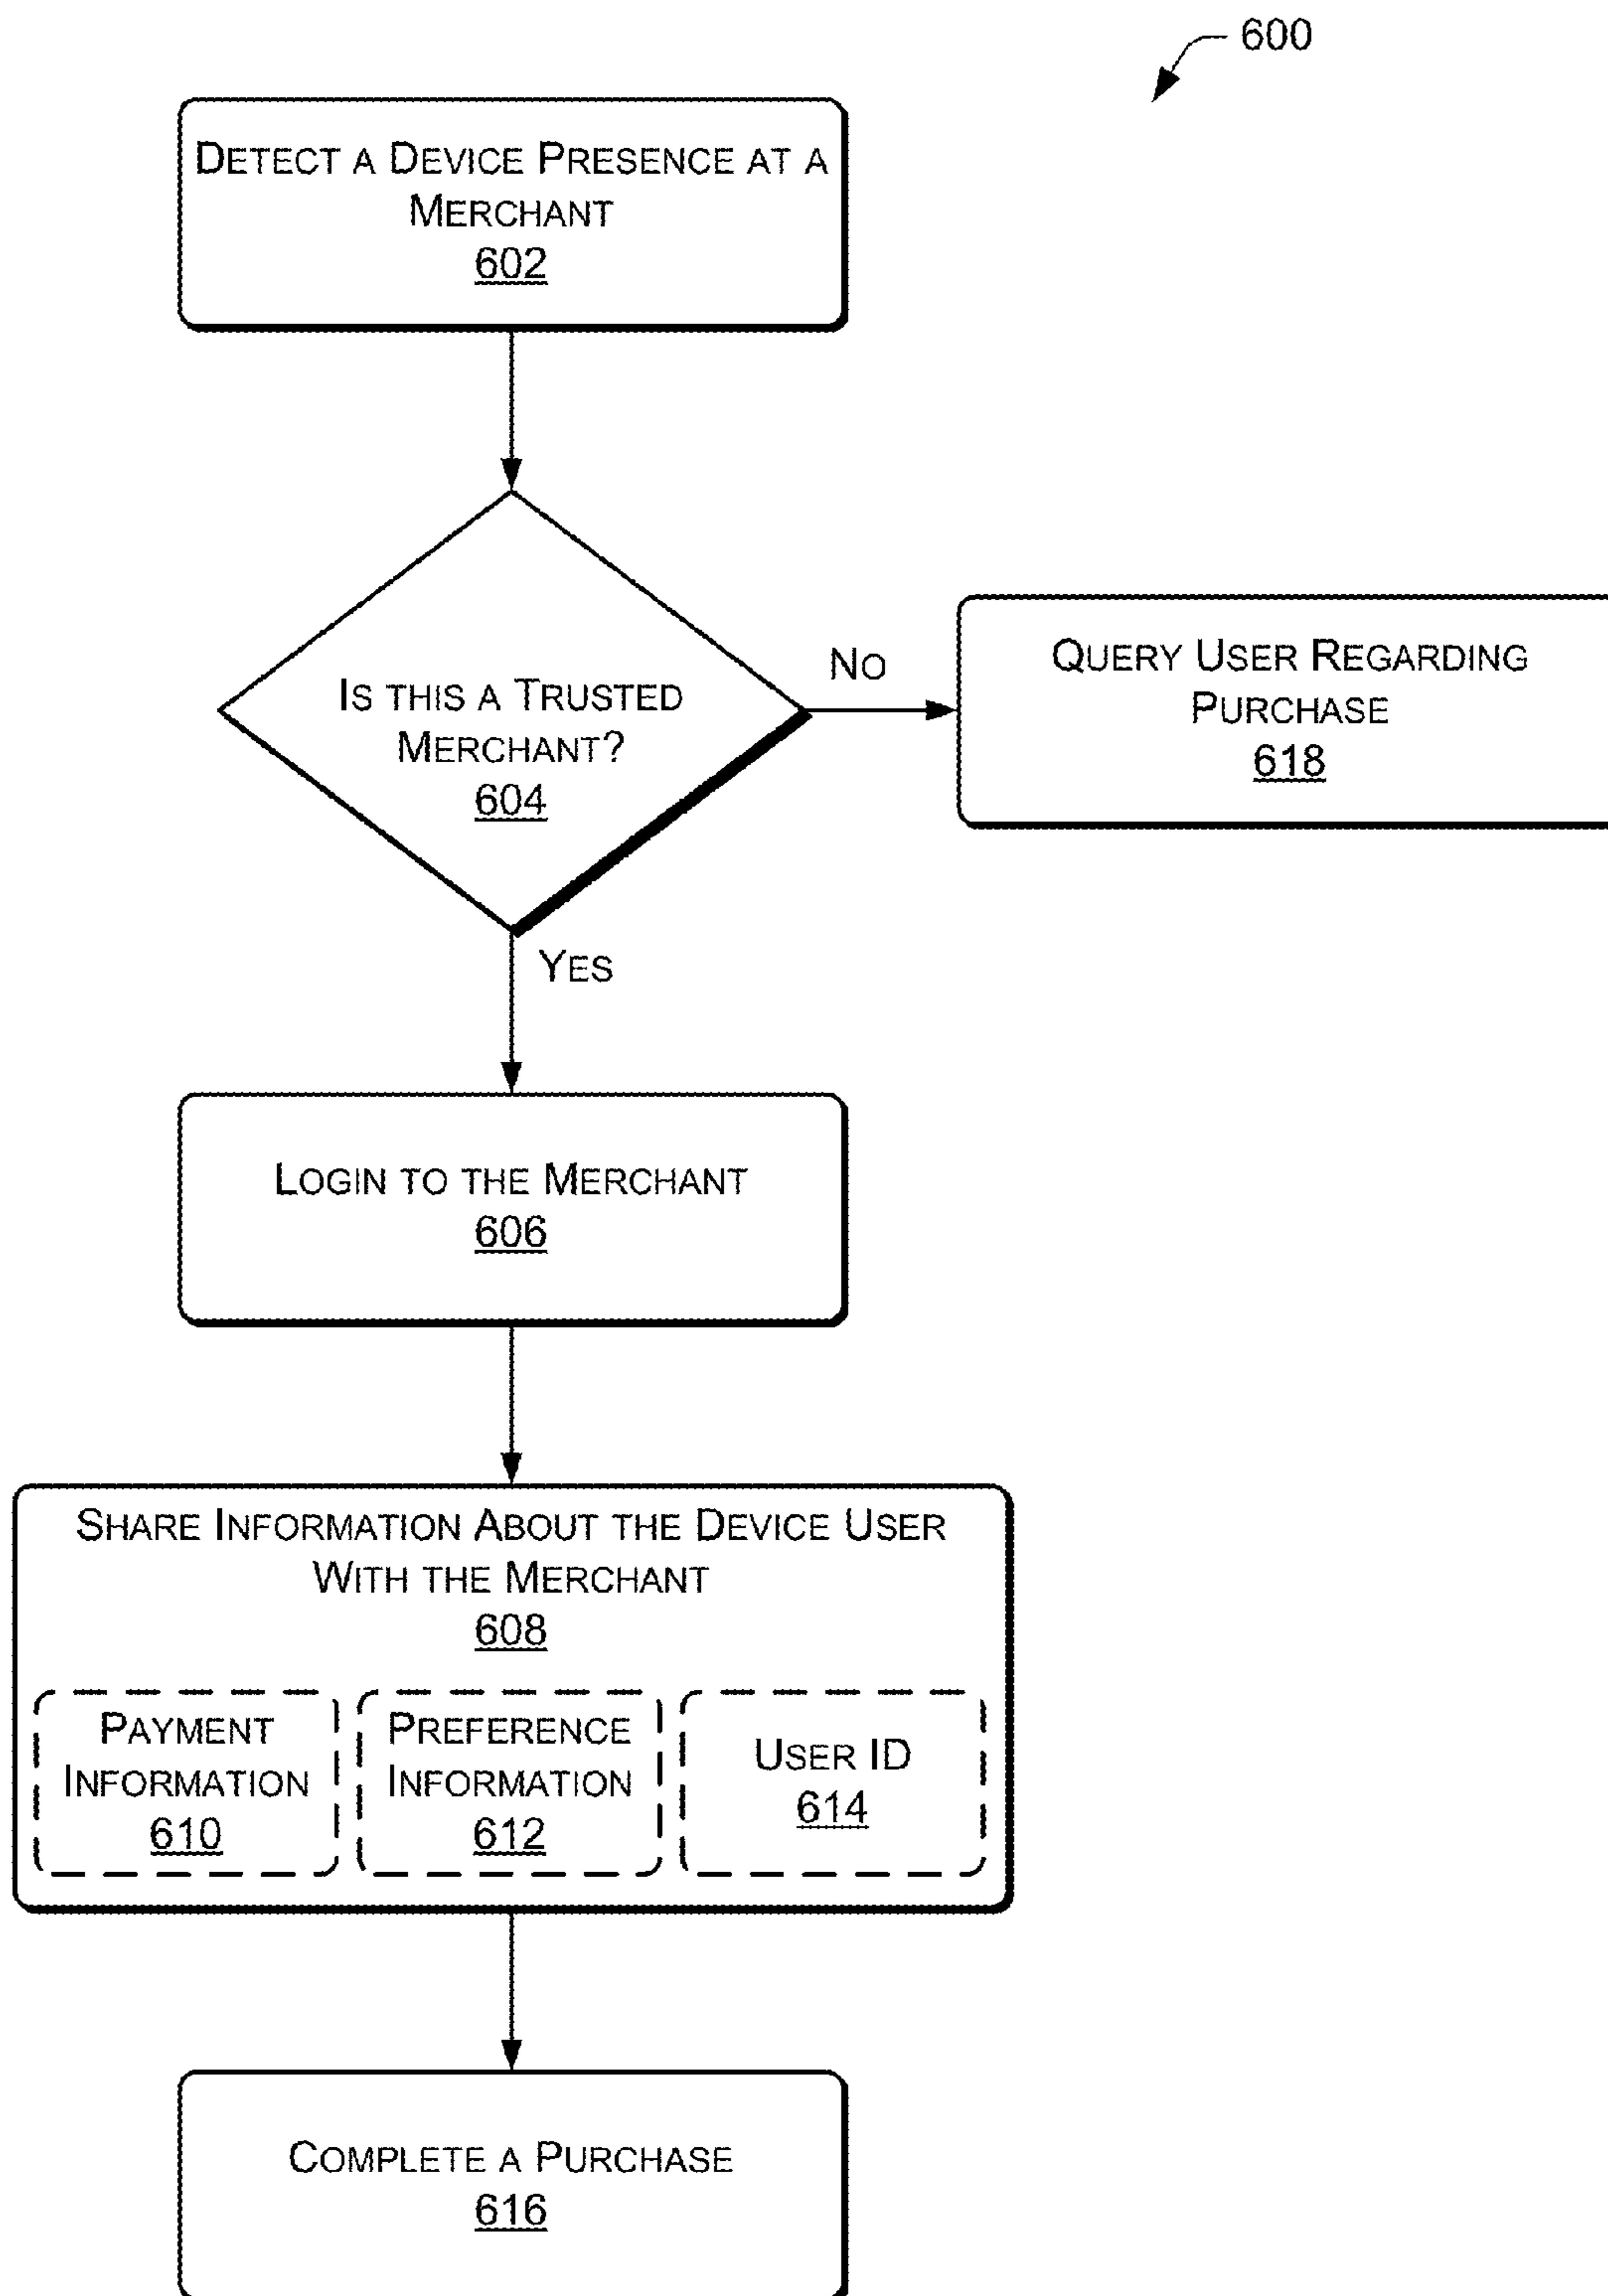 600
DETECT A DEVICE PRESENCE AT A
MERCHANT
602
IS THIS A TRUSTED
MERCHANT?
604
NO
QUERY USER REGARDING
PURCHASE
618
YES
LOGIN TO THE MERCHANT
606
SHARE INFORMATION ABOUT THE DEVICE USER
WITH THE MERCHANT
608
PAYMENT
INFORMATION
610
PREFERENCE
INFORMATION
612
USER ID
614
COMPLETE A PURCHASE
616